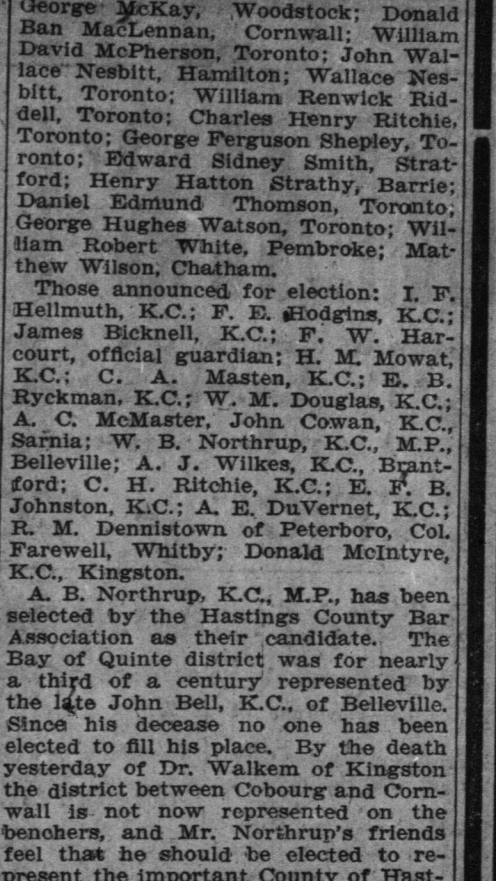 George McKay, Woodstock; Donald
Ban MacLennan, Cornwall; William
David McPherson, Toronto; John Wal-
lace Nesbitt, Hamilton; Wallace Nes-
bitt, Toronto; William Renwick Rid-
dell, Toronto; Charles Henry Ritchie,
Toronto; George Ferguson Shepley, To-
ronto; Edward Sidney Smith, Strat-
ford; Henry Hatton Strathy, Barrie;
Daniel Edmund Thomson, Toronto;
George Hughes Watson, Toronto; Wil-
liam Robert White, Pembroke; Mat-
thew Wilson, Chatham.
Those announced for election: I. F.
Hellmuth, K.C.; F. E. Hodgins, K.C.;
James Bicknell, K.C.; F. W. Har-
court, official guardian; H. M. Mowat,
K.C.; C. A. Masten, K.C.; E. B.
Ryckman, K.C.; W. M. Douglas, K.C.;
A. C. McMaster, John Cowan, K.C.,
Sarnia; W. B. Northrup, K.C., M.P.,
Belleville; A. J. Wilkes, K.C., Brant-
ford; C. H. Ritchie, K.C.; E. F. B.
Johnston, K.C.; A. E. DuVernet, K.C.;
R. M. Dennistown of Peterboro, Col.
Farewell, Whitby; Donald McIntyre,
K.C., Kingston.
A. B. Northrup, K.C., M.P., has been
selected by the Hastings County Bar
Association as their candidate. The
Bay of Quinte district was for nearly
a third of a century represented by
the late John Bell, K.C., of Belleville.
Since his decease no one has been
elected to fill his place. By the death
yesterday of Dr. Walkem of Kingston
the district between Cobourg and Corn-
wall is not now represented on the
benchers, and Mr. Northrup's friends
feel that he should be elected to re-
present the important County of Hast-